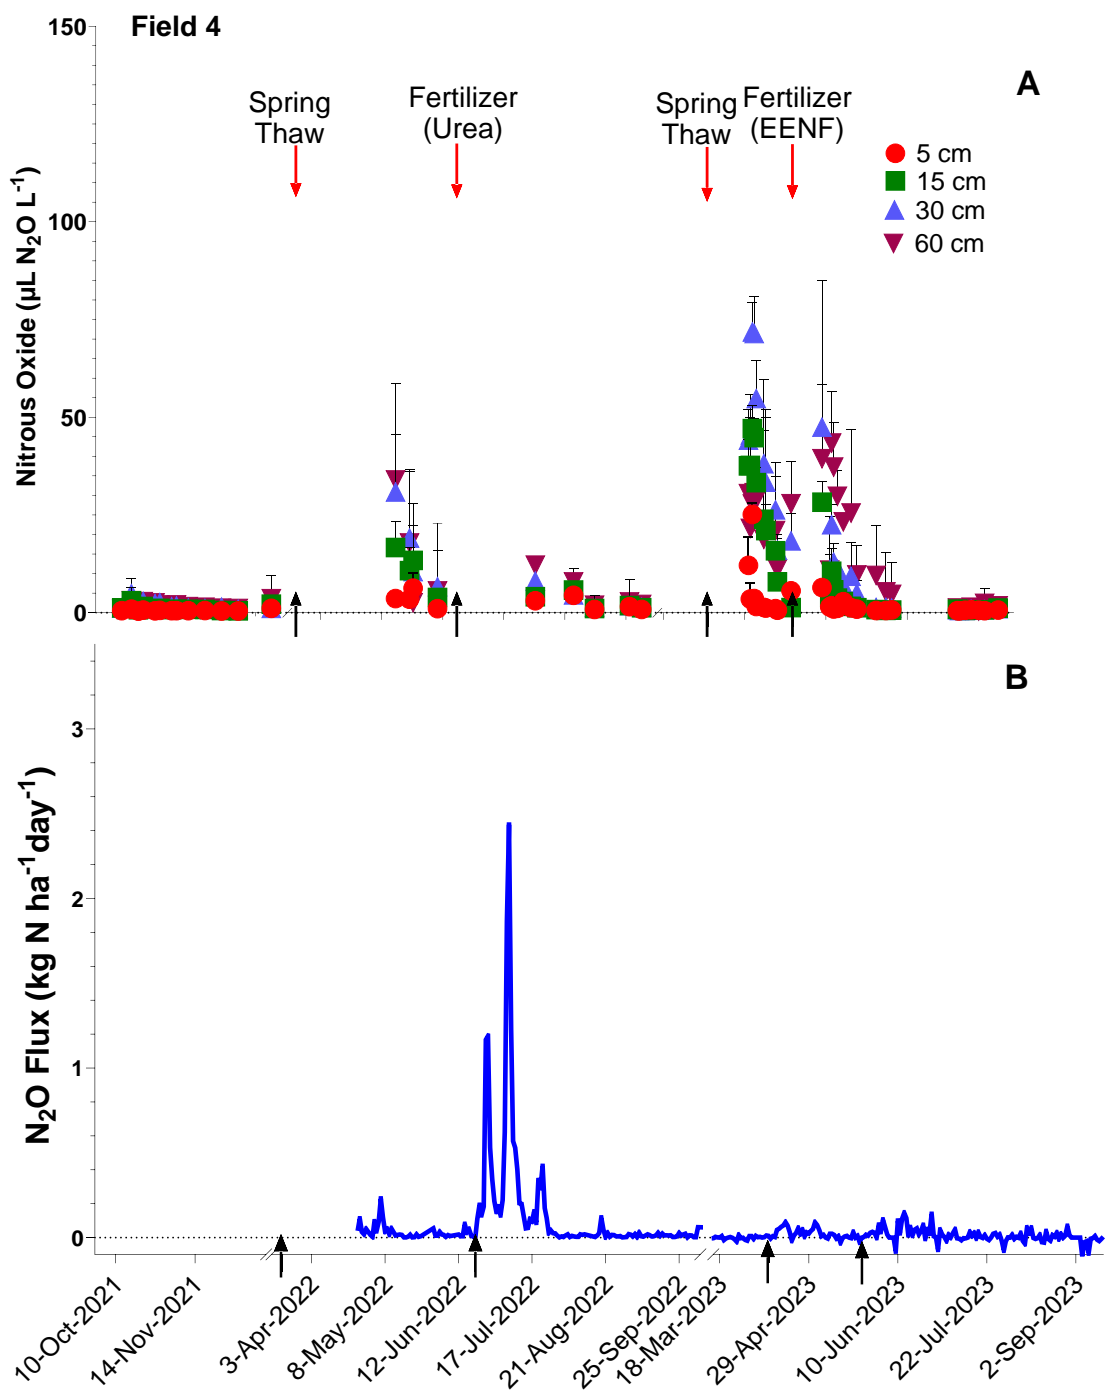 Field 4
A
150
100
50
0
Nitrous Oxide (µL N₂O L⁻¹)
Spring
Thaw
Fertilizer
(Urea)
Spring
Thaw
Fertilizer
(EENF)
5 cm
15 cm
30 cm
60 cm
B
3
2
1
0
N₂O Flux (kg N ha⁻¹day⁻¹)
10-Oct-2021
14-Nov-2021
3-Apr-2022
8-May-2022
12-Jun-2022
17-Jul-2022
21-Aug-2022
25-Sep-2022
18-Mar-2023
29-Apr-2023
10-Jun-2023
22-Jul-2023
2-Sep-2023